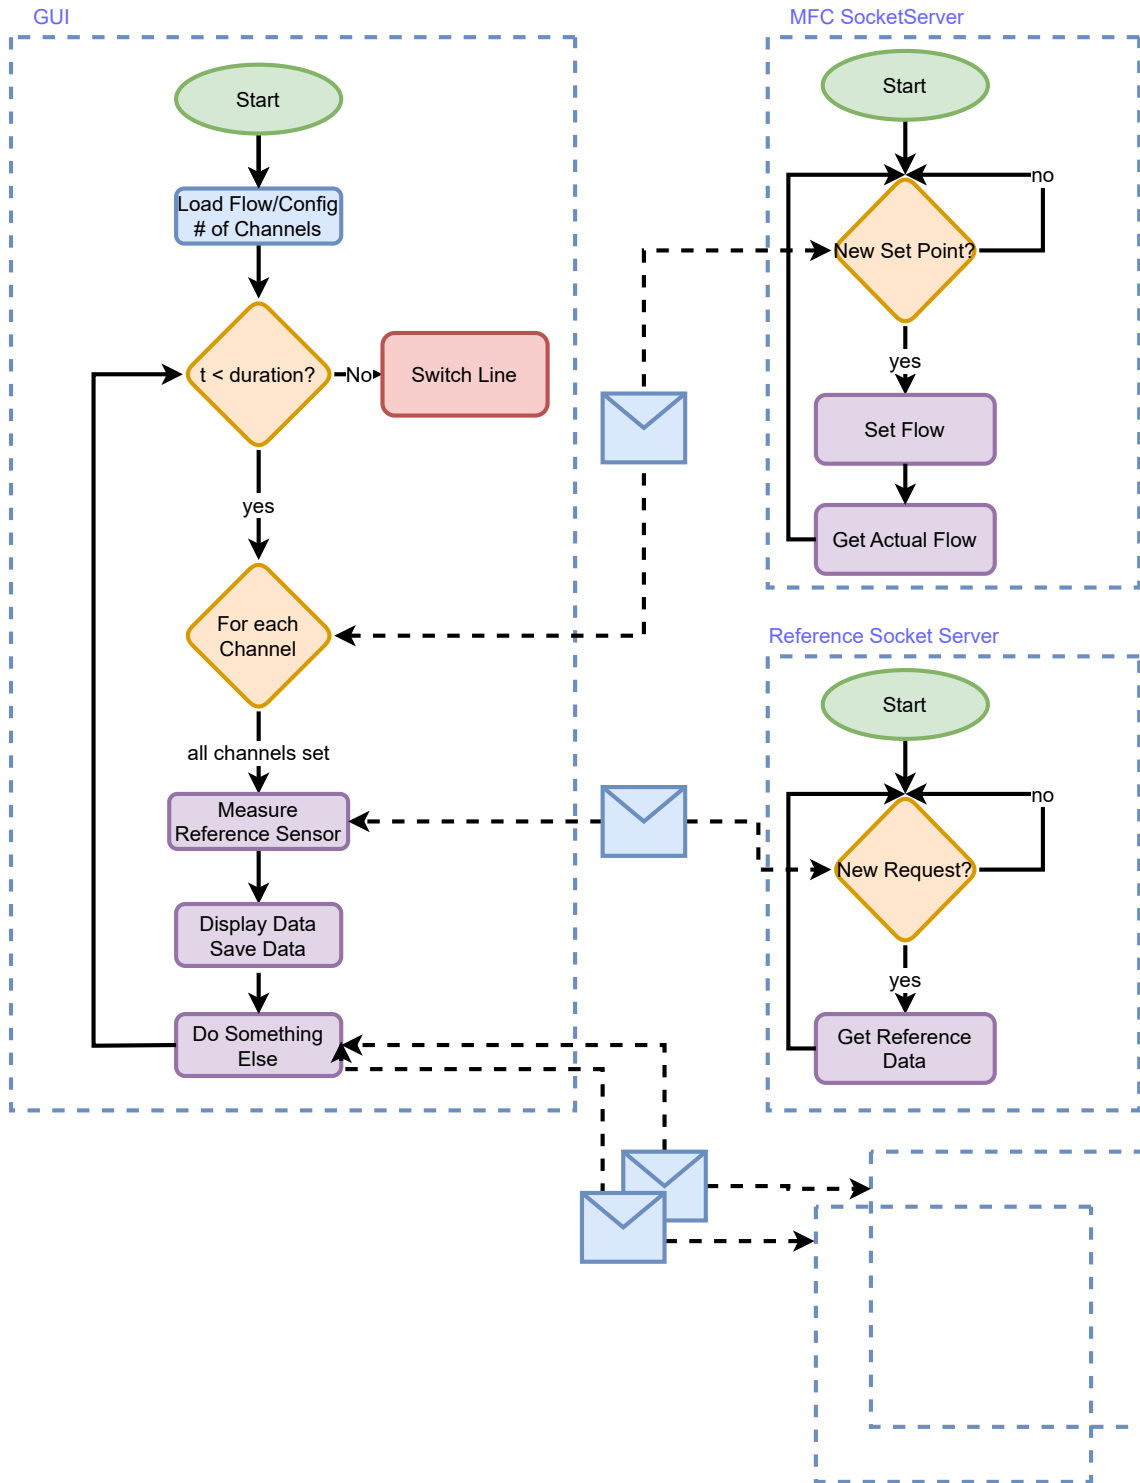 GUI
Start
Load Flow/Config
# of Channels
t < duration?
No
Switch Line
yes
For each
Channel
all channels set
Measure
Reference Sensor
Display Data
Save Data
Do Something
Else
MFC SocketServer
Start
no
New Set Point?
yes
Set Flow
Get Actual Flow
Reference Socket Server
Start
no
New Request?
yes
Get Reference
Data